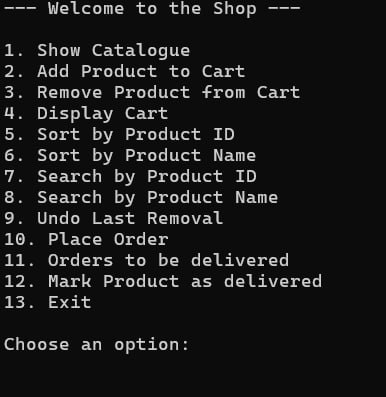 --- Welcome to the Shop ---
1. Show Catalogue
2. Add Product to Cart
3. Remove Product from Cart
4. Display Cart
5. Sort by Product ID
6. Sort by Product Name
7. Search by Product ID
8. Search by Product Name
9. Undo Last Removal
10. Place Order
11. Orders to be delivered
12. Mark Product as delivered
13. Exit
Choose an option: